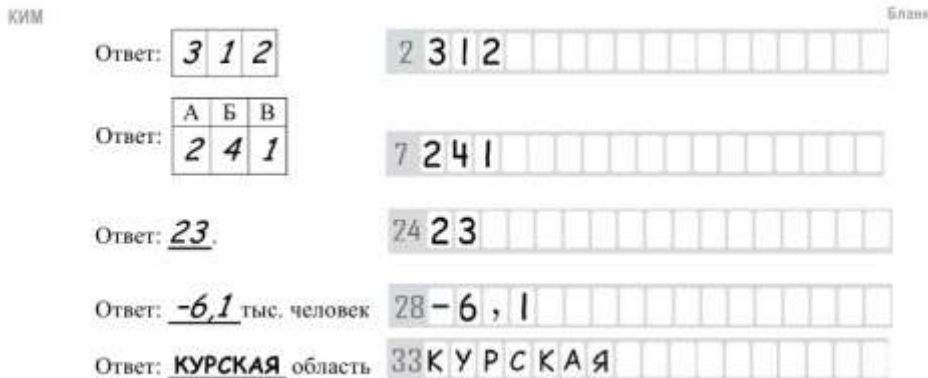 КИМ Бланк
Ответ: 3 1 2 2 3 1 2
А Б В
Ответ: 2 4 1 7 2 4 1
Ответ: 23. 24 2 3
Ответ: -6,1 тыс. человек 28 - 6 , 1
Ответ: КУРСКАЯ область 33 К У Р С К А Я